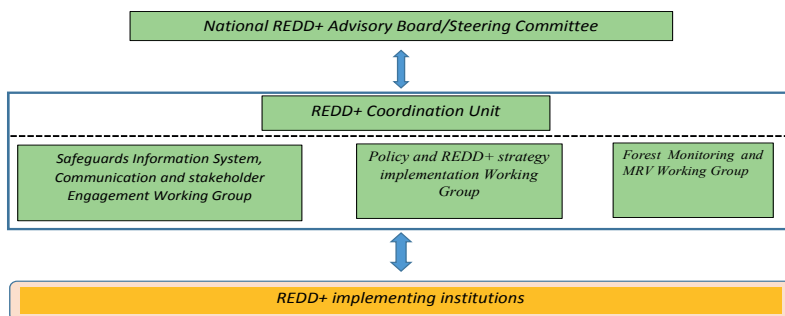 National REDD+ Advisory Board/Steering Committee
REDD+ Coordination Unit
Safeguards Information System,
Communication and stakeholder
Engagement Working Group
Policy and REDD+ strategy
implementation Working
Group
Forest Monitoring and
MRV Working Group
REDD+ implementing institutions